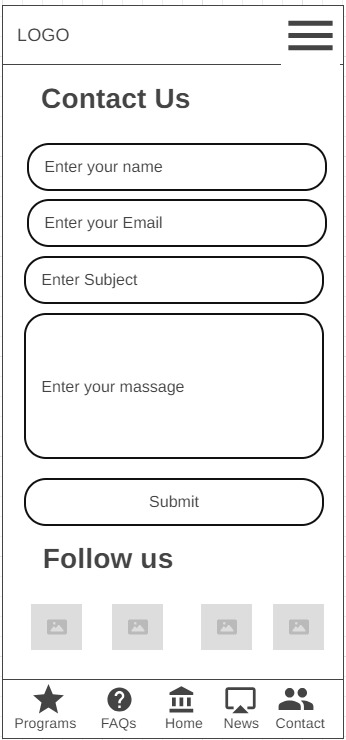 LOGO
Contact Us
Enter your name
Enter your Email
Enter Subject
Enter your massage
Submit
Follow us
Programs FAQs Home News Contact